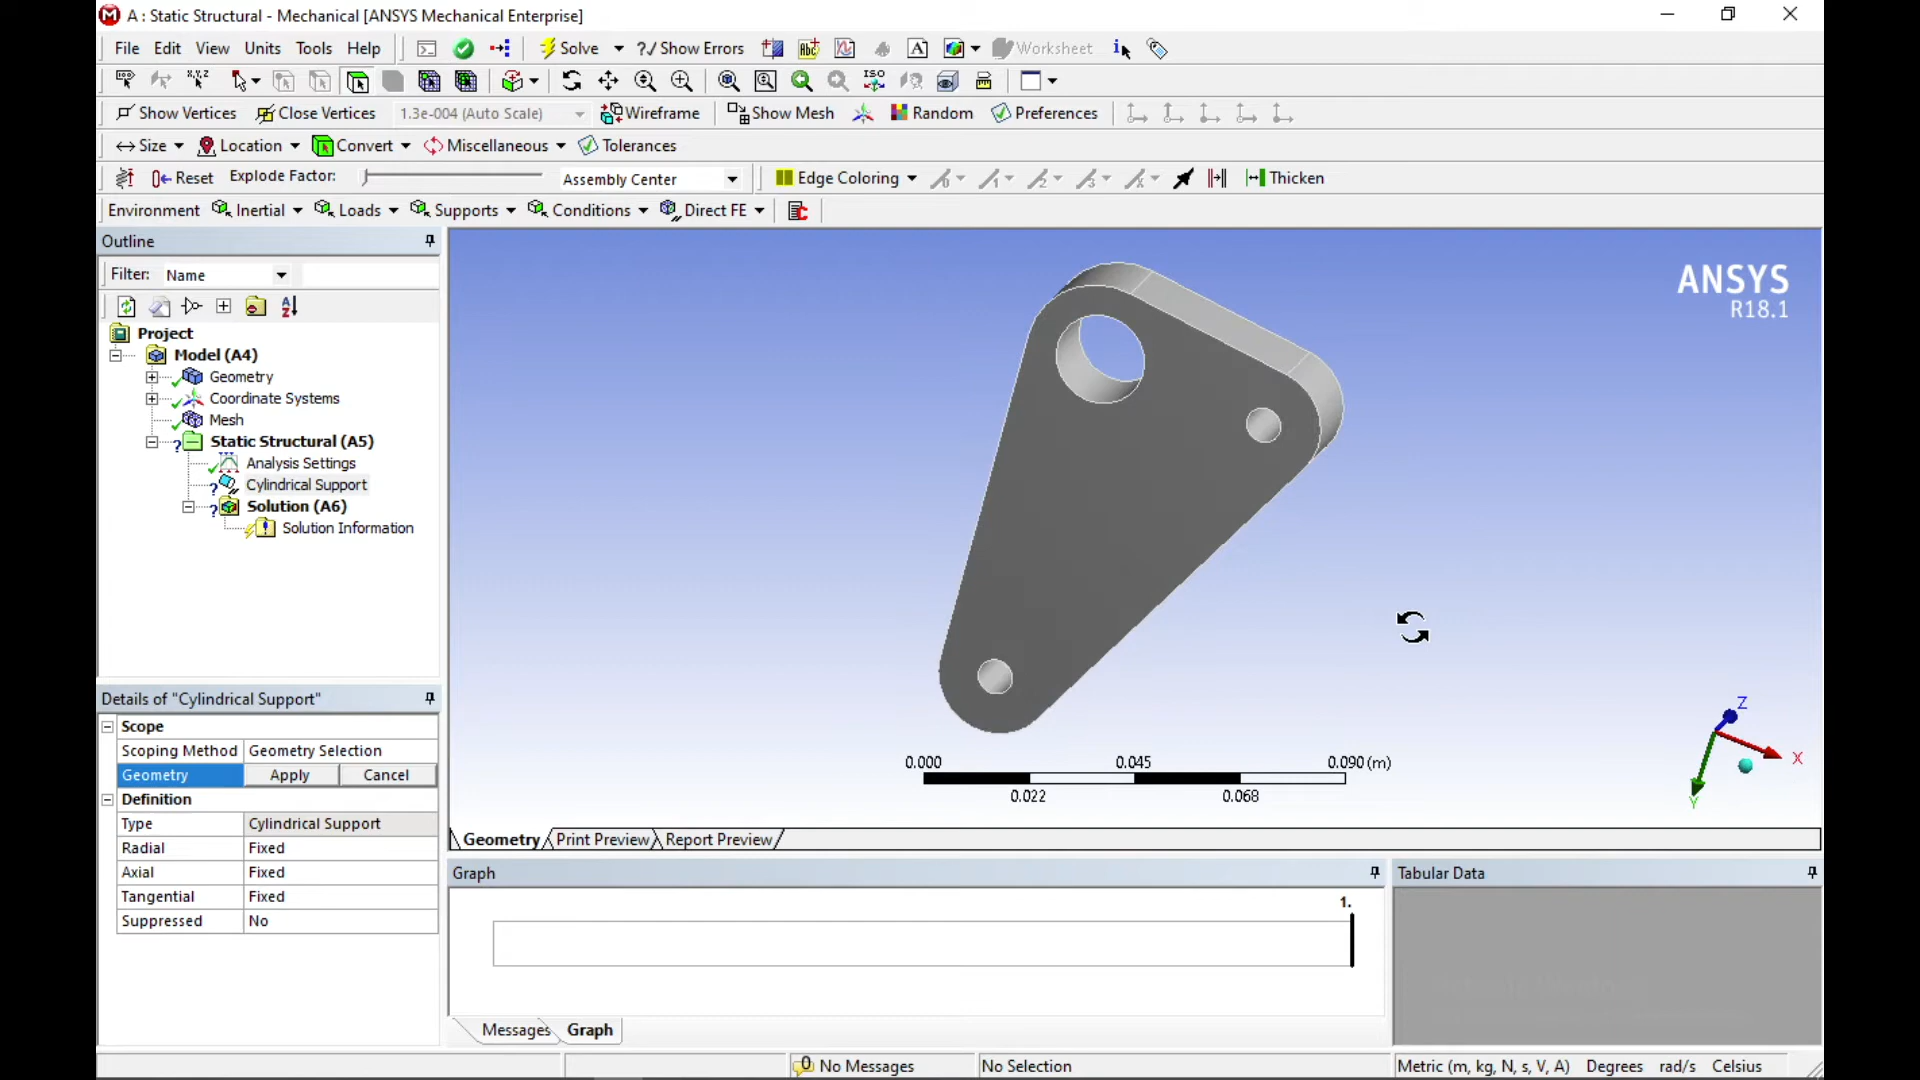 A : Static Structural - Mechanical [ANSYS Mechanical Enterprise]
File Edit View Units Tools Help Solve ?/ Show Errors Worksheet
ISO
Show Vertices Close Vertices 1.3e-004 (Auto Scale) Wireframe Show Mesh Random Preferences
Size Location Convert Miscellaneous Tolerances
Reset Explode Factor: Assembly Center Edge Coloring Thicken
Environment Inertial Loads Supports Conditions Direct FE
Outline
Filter: Name
Project
Model (A4)
Geometry
Coordinate Systems
Mesh
Static Structural (A5)
Analysis Settings
Cylindrical Support
Solution (A6)
Solution Information
Details of "Cylindrical Support"
Scope
Scoping Method Geometry Selection
Geometry Apply Cancel
Definition
Type Cylindrical Support
Radial Fixed
Axial Fixed
Tangential Fixed
Suppressed No
ANSYS
R18.1
0.000 0.045 0.090 (m)
0.022 0.068
Z
X
Y
Geometry Print Preview Report Preview
Graph
1.
Messages Graph
Tabular Data
0 No Messages No Selection Metric (m, kg, N, s, V, A) Degrees rad/s Celsius